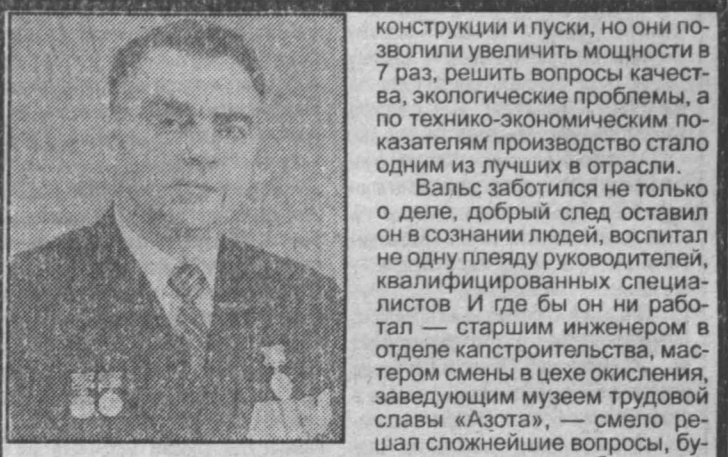 конструкции и пуски, но они по-
зволили увеличить мощности в
7 раз, решить вопросы качест-
ва, экологические проблемы, а
по технико-экономическим по-
казателям производство стало
одним из лучших в отрасли.
Вальс заботился не только
о деле, добрый след оставил
он в сознании людей, воспитал
не одну плеяду руководителей,
квалифицированных специа-
листов И где бы он ни рабо-
тал — старшим инженером в
отделе капстроительства, мас-
тером смены в цехе окисления,
заведующим музеем трудовой
славы «Азота», — смело ре-
шал сложнейшие вопросы, бу-